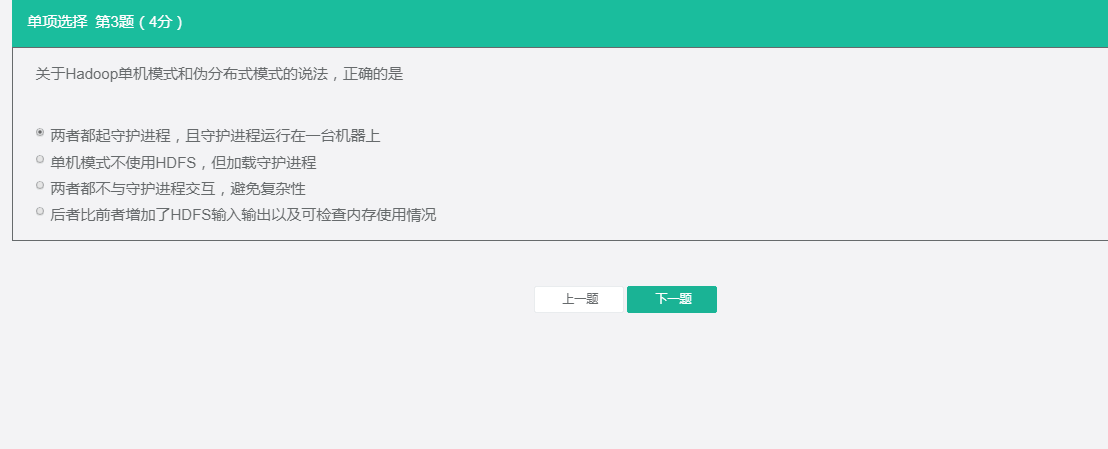 单项选择 第3题（4分）
关于Hadoop单机模式和伪分布式模式的说法，正确的是
两者都起守护进程，且守护进程运行在一台机器上
单机模式不使用HDFS，但加载守护进程
两者都不与守护进程交互，避免复杂性
后者比前者增加了HDFS输入输出以及可检查内存使用情况
上一题 下一题